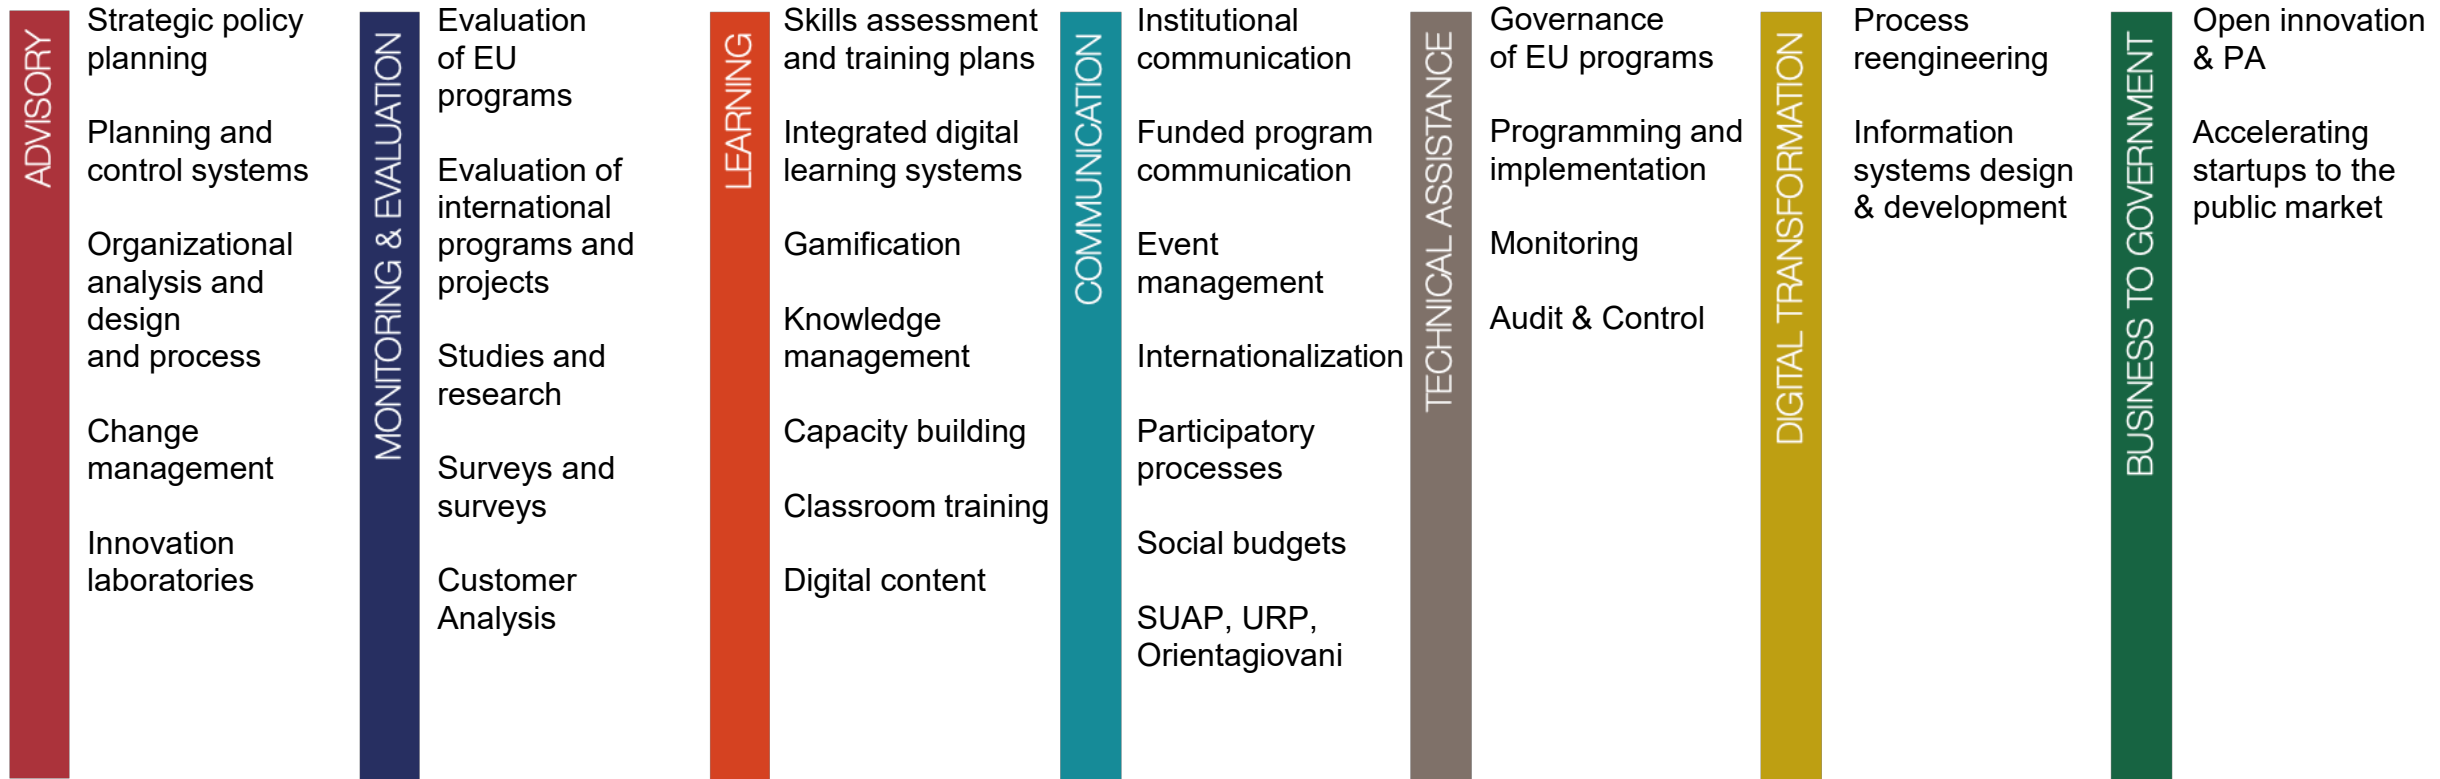 ADVISORY
Strategic policy
planning
Planning and
control systems
Organizational
analysis and
design
and process
Change
management
Innovation
laboratories
MONITORING & EVALUATION
Evaluation
of EU
programs
Evaluation of
international
programs and
projects
Studies and
research
Surveys and
surveys
Customer
Analysis
LEARNING
Skills assessment
and training plans
Integrated digital
learning systems
Gamification
Knowledge
management
Capacity building
Classroom training
Digital content
COMMUNICATION
Institutional
communication
Funded program
communication
Event
management
Internationalization
Participatory
processes
Social budgets
SUAP, URP,
Orientagiovani
TECHNICAL ASSISTANCE
Governance
of EU programs
Programming and
implementation
Monitoring
Audit & Control
DIGITAL TRANSFORMATION
Process
reengineering
Information
systems design
& development
BUSINESS TO GOVERNMENT
Open innovation
& PA
Accelerating
startups to the
public market